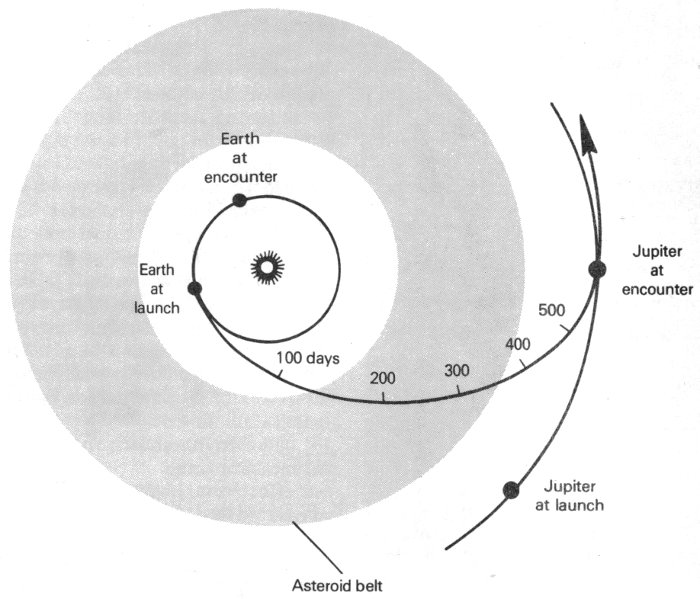 Earth
at
encounter
Earth
at
launch
Jupiter
at
encounter
500
400
100 days
300
200
Jupiter
at launch
Asteroid belt